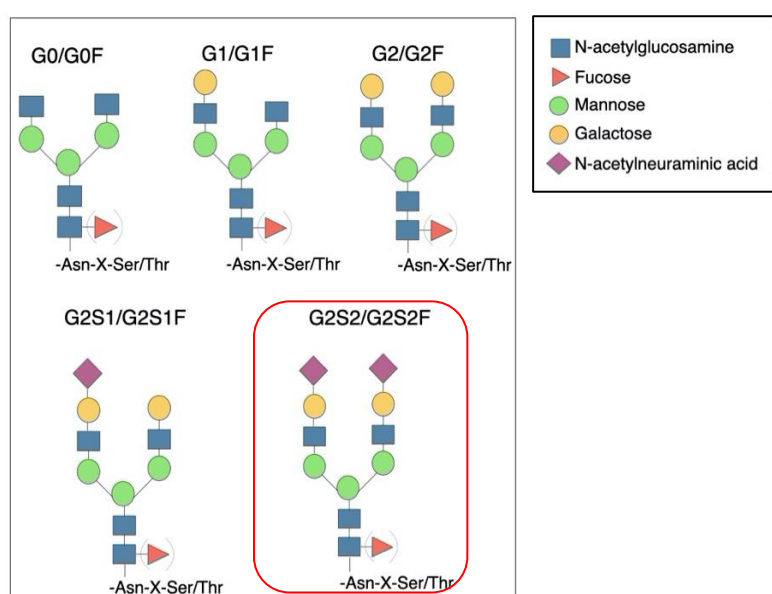 G0/G0F
G1/G1F
G2/G2F
-Asn-X-Ser/Thr
-Asn-X-Ser/Thr
-Asn-X-Ser/Thr
G2S1/G2S1F
G2S2/G2S2F
-Asn-X-Ser/Thr
-Asn-X-Ser/Thr
N-acetylglucosamine
Fucose
Mannose
Galactose
N-acetylneuraminic acid